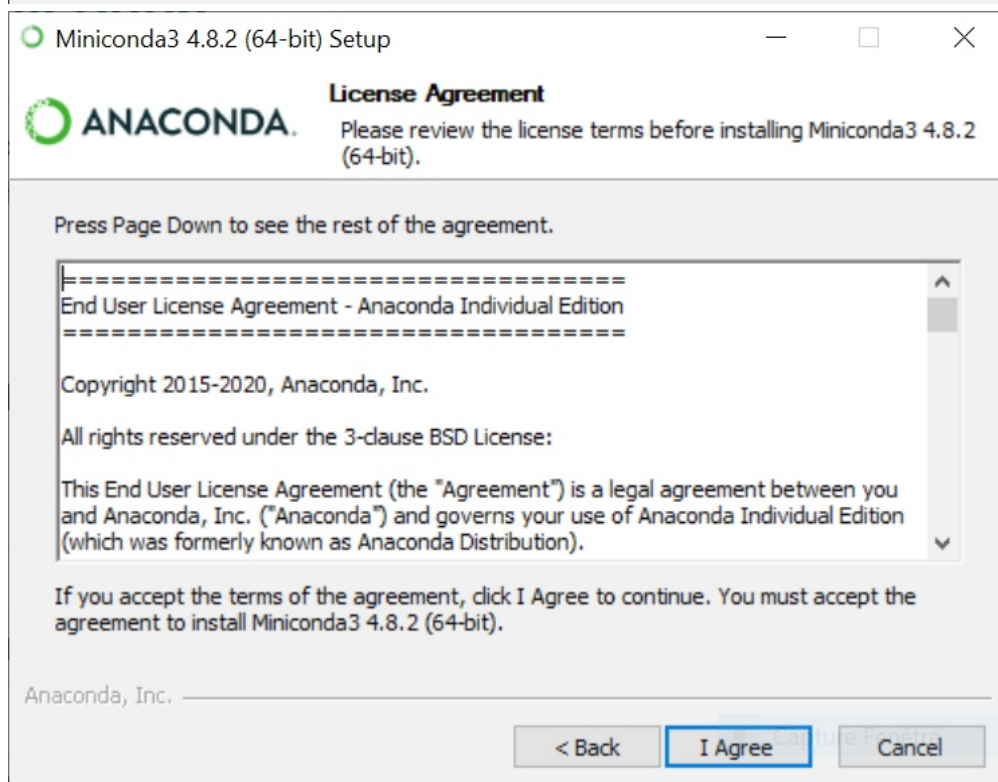 Miniconda3 4.8.2 (64-bit) Setup
ANACONDA.
License Agreement
Please review the license terms before installing Miniconda3 4.8.2
(64-bit).
Press Page Down to see the rest of the agreement.
===================================
End User License Agreement - Anaconda Individual Edition
===================================
Copyright 2015-2020, Anaconda, Inc.
All rights reserved under the 3-clause BSD License:
This End User License Agreement (the "Agreement") is a legal agreement between you
and Anaconda, Inc. ("Anaconda") and governs your use of Anaconda Individual Edition
(which was formerly known as Anaconda Distribution).
If you accept the terms of the agreement, click I Agree to continue. You must accept the
agreement to install Miniconda3 4.8.2 (64-bit).
Anaconda, Inc.
< Back
I Agree
Capture Fenêtre
Cancel